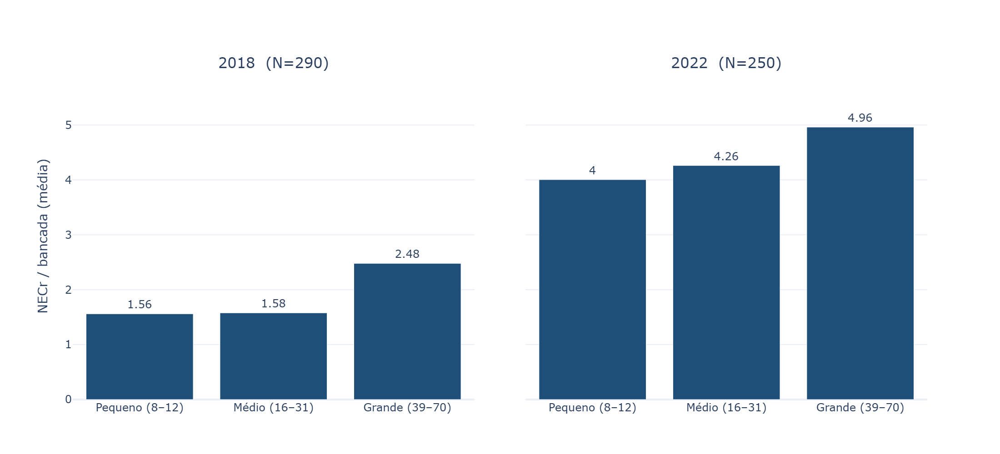 2018 (N=290)
2022 (N=250)
NECr / bancada (média)
5
4
3
2
1
0
1.56
1.58
2.48
4
4.26
4.96
Pequeno (8–12)
Médio (16–31)
Grande (39–70)
Pequeno (8–12)
Médio (16–31)
Grande (39–70)